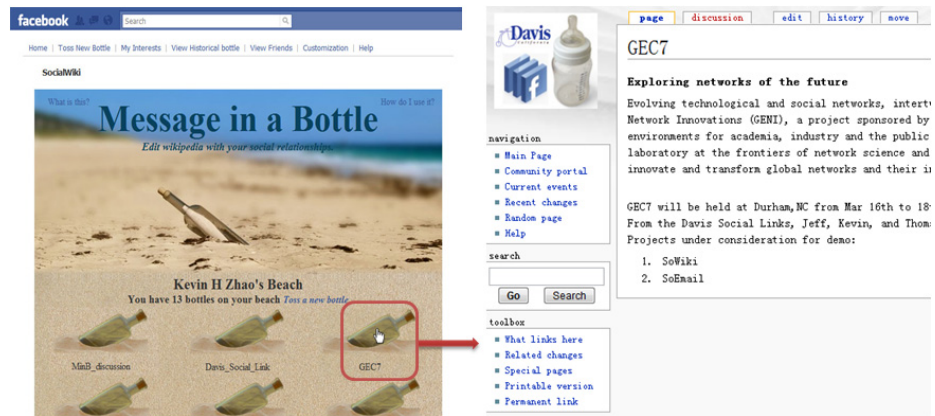 facebook
Search
Home | Toss New Bottle | My Interests | View Historical bottle | View Friends | Customization | Help
SocialWiki
What is this?
How do I use it?
Message in a Bottle
Edit wikipedia with your social relationships.
Kevin H Zhao's Beach
You have 13 bottles on your beach Toss a new bottle
MinB_discussion
Davis_Social_Link
GEC7
Davis
navigation
Main Page
Community portal
Current events
Recent changes
Random page
Help
search
Go
Search
toolbox
What links here
Related changes
Special pages
Printable version
Permanent link
page
discussion
edit
history
move
GEC7
Exploring networks of the future
Evolving technological and social networks, intertw
Network Innovations (GENI), a project sponsored by
environments for academia, industry and the public
laboratory at the frontiers of network science and
innovate and transform global networks and their i
GEC7 will be held at Durham,NC from Mar 16th to 18
From the Davis Social Links, Jeff, Kevin, and Thom
Projects under consideration for demo:
1. SoWiki
2. SoEmail